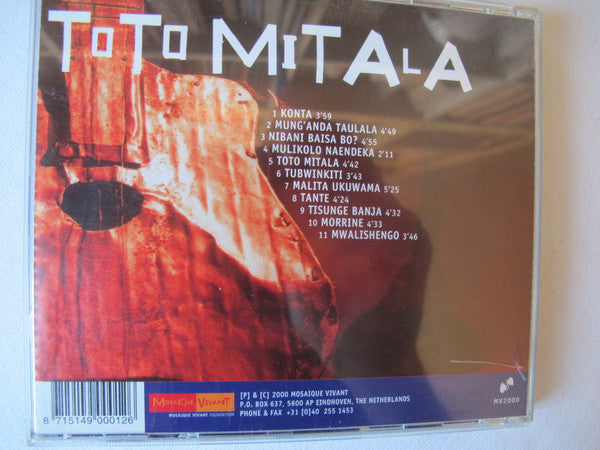 TOTO MITALA
1 KONTA 3'59
2 MUNG'ANDA TAULALA 4'49
3 NIBANI BAISA BO? 4'55
4 MULIKOLO NAENDEKA 2'11
5 TOTO MITALA 4'42
6 TUBWINKITI 3'43
7 MALITA UKUWAMA 5'25
8 TANTE 4'24
9 TISUNGE BANJA 4'32
10 MORRINE 4'33
11 MWALISHENGO 3'46
8 715149 000126
MOSAIQUE VIVANT
MOSAIQUE VIVANT FOUNDATION
[P] & [C] 2000 MOSAIQUE VIVANT
P.O. BOX 637, 5600 AP EINDHOVEN, THE NETHERLANDS
PHONE & FAX +31 [0]40 255 1453
MV2000